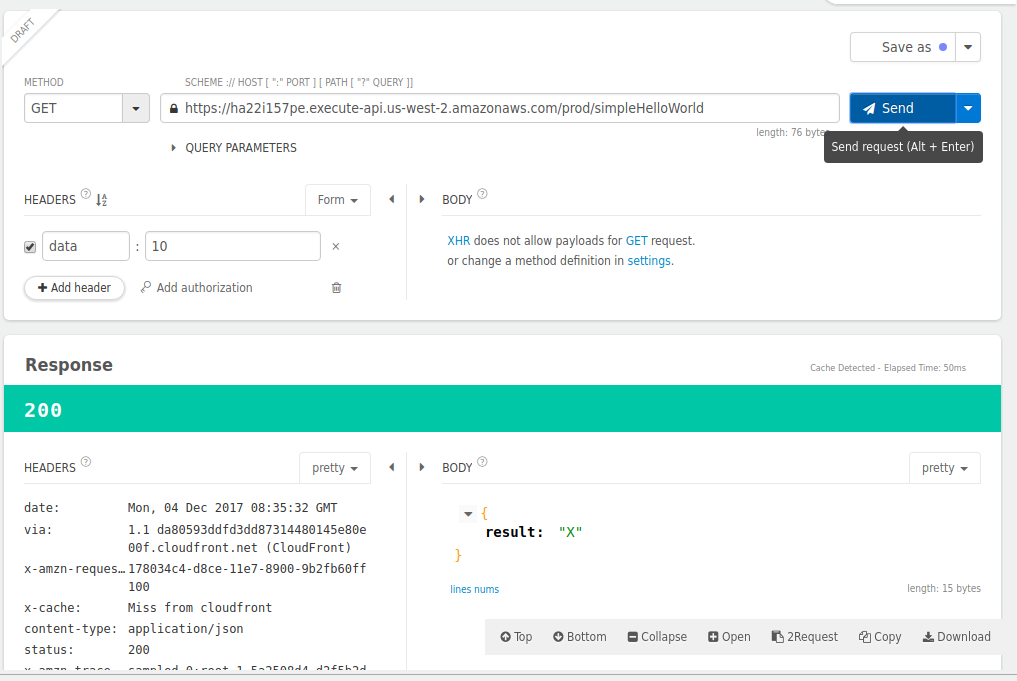 DRAFT
Save as
METHOD
SCHEME :// HOST [ ":" PORT ] [ PATH [ "?" QUERY ]]
GET
https://ha22i157pe.execute-api.us-west-2.amazonaws.com/prod/simpleHelloWorld
Send
length: 76 bytes
Send request (Alt + Enter)
QUERY PARAMETERS
HEADERS ?
Form
BODY ?
data : 10 ×
XHR does not allow payloads for GET request.
or change a method definition in settings.
+ Add header
Add authorization
Response
Cache Detected - Elapsed Time: 50ms
200
HEADERS ?
pretty
BODY ?
pretty
date: Mon, 04 Dec 2017 08:35:32 GMT
via: 1.1 da80593ddfd3dd87314480145e80e
00f.cloudfront.net (CloudFront)
x-amzn-reques… 178034c4-d8ce-11e7-8900-9b2fb60ff
100
x-cache: Miss from cloudfront
content-type: application/json
status: 200
{
result: "X"
}
lines nums
length: 15 bytes
Top
Bottom
Collapse
Open
2Request
Copy
Download